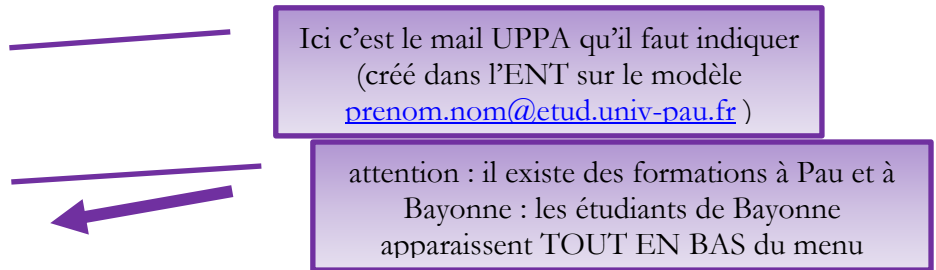 Ici c’est le mail UPPA qu’il faut indiquer
(créé dans l’ENT sur le modèle
prenom.nom@etud.univ-pau.fr )
attention : il existe des formations à Pau et à
Bayonne : les étudiants de Bayonne
apparaissent TOUT EN BAS du menu